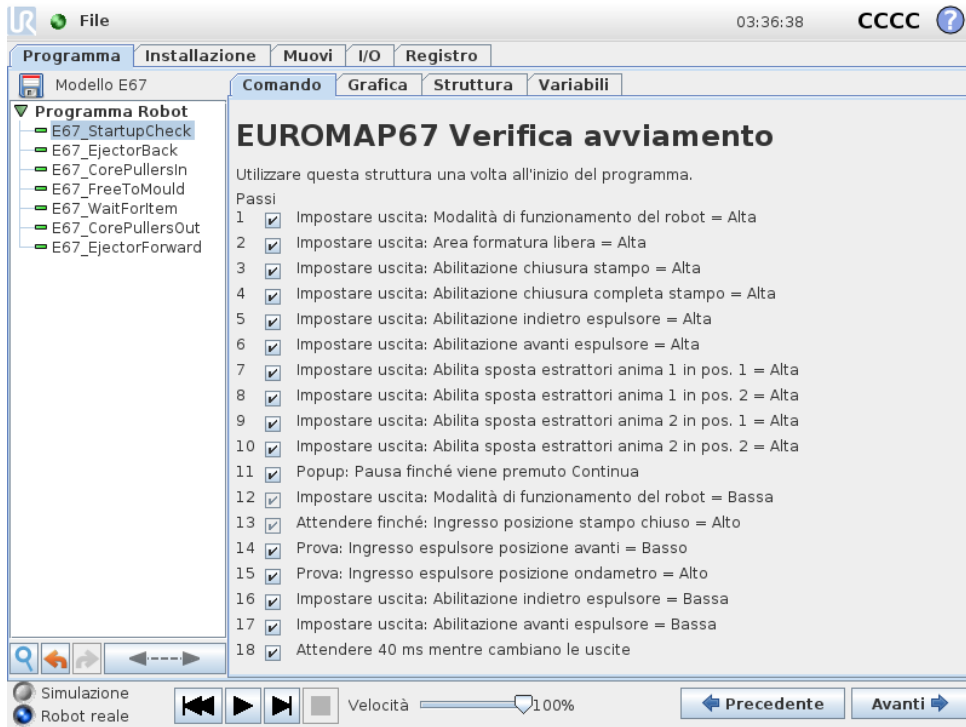 UR File 03:36:38 CCCC ?
Programma Installazione Muovi I/O Registro
Modello E67
Comando Grafica Struttura Variabili
Programma Robot
E67_StartupCheck
E67_EjectorBack
E67_CorePullersIn
E67_FreeToMould
E67_WaitForItem
E67_CorePullersOut
E67_EjectorForward
EUROMAP67 Verifica avviamento
Utilizzare questa struttura una volta all'inizio del programma.
Passi
1 Impostare uscita: Modalità di funzionamento del robot = Alta
2 Impostare uscita: Area formatura libera = Alta
3 Impostare uscita: Abilitazione chiusura stampo = Alta
4 Impostare uscita: Abilitazione chiusura completa stampo = Alta
5 Impostare uscita: Abilitazione indietro espulsore = Alta
6 Impostare uscita: Abilitazione avanti espulsore = Alta
7 Impostare uscita: Abilita sposta estrattori anima 1 in pos. 1 = Alta
8 Impostare uscita: Abilita sposta estrattori anima 1 in pos. 2 = Alta
9 Impostare uscita: Abilita sposta estrattori anima 2 in pos. 1 = Alta
10 Impostare uscita: Abilita sposta estrattori anima 2 in pos. 2 = Alta
11 Popup: Pausa finché viene premuto Continua
12 Impostare uscita: Modalità di funzionamento del robot = Bassa
13 Attendere finché: Ingresso posizione stampo chiuso = Alto
14 Prova: Ingresso espulsore posizione avanti = Basso
15 Prova: Ingresso espulsore posizione ondametro = Alto
16 Impostare uscita: Abilitazione indietro espulsore = Bassa
17 Impostare uscita: Abilitazione avanti espulsore = Bassa
18 Attendere 40 ms mentre cambiano le uscite
Simulazione
Robot reale
Velocità 100%
Precedente Avanti